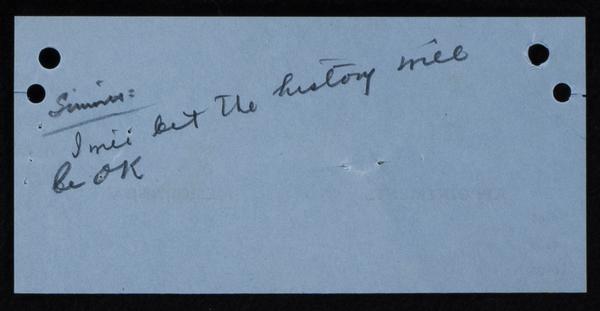 I will bet The history will
be OK